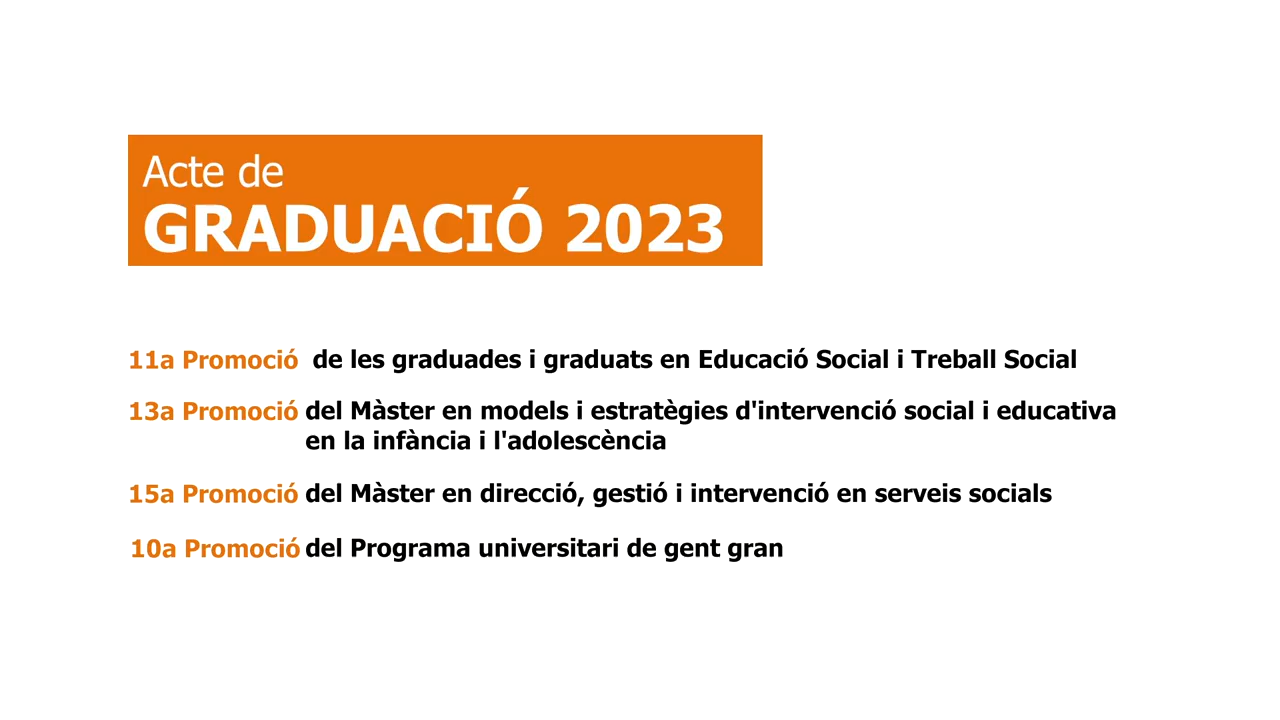 Acte de
GRADUACIÓ 2023
11a Promoció de les graduades i graduats en Educació Social i Treball Social
13a Promoció del Màster en models i estratègies d'intervenció social i educativa
en la infància i l'adolescència
15a Promoció del Màster en direcció, gestió i intervenció en serveis socials
10a Promoció del Programa universitari de gent gran